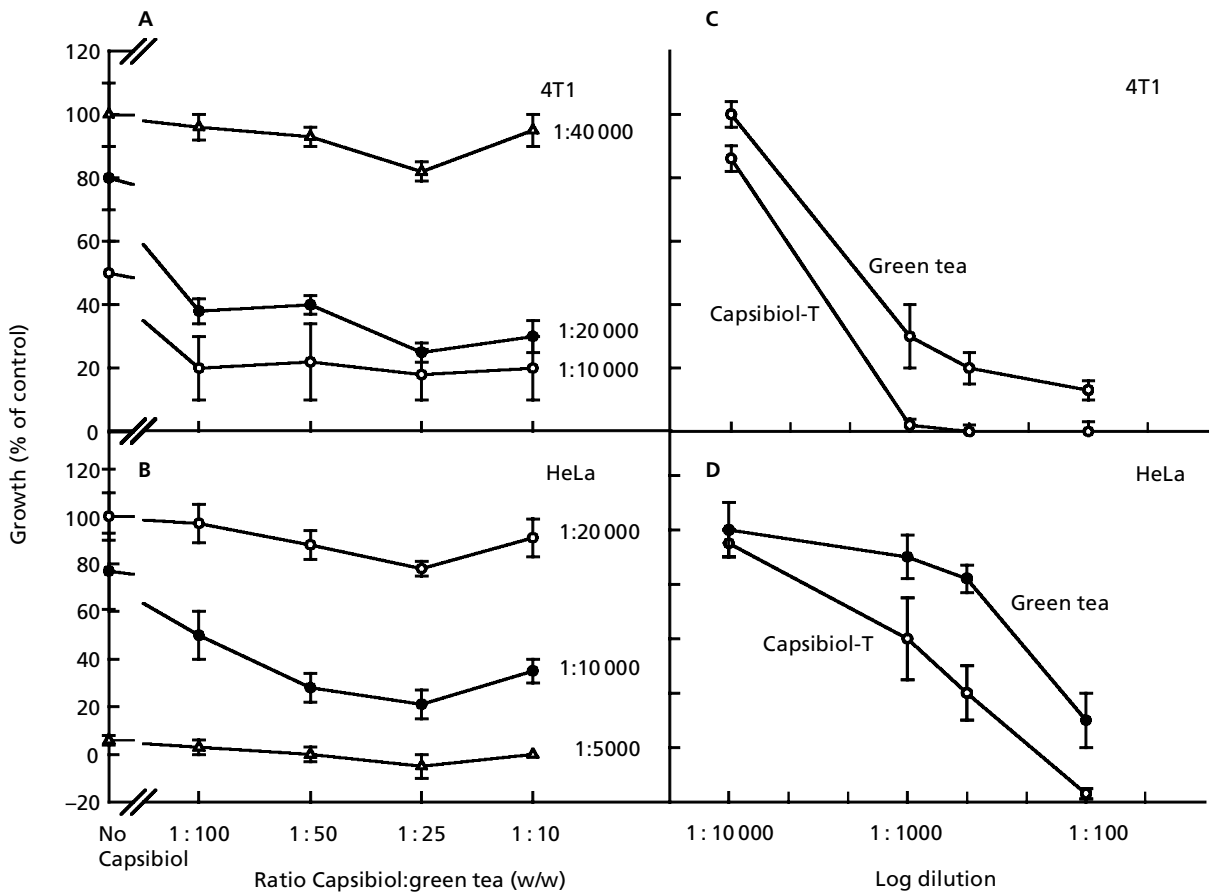 A
C
120
100
80
60
40
20
0
4T1
1:40 000
1:20 000
1:10 000
4T1
Green tea
Capsibiol-T
Growth (% of control)
B
D
120
100
80
60
40
20
0
–20
HeLa
1:20 000
1:10 000
1:5000
HeLa
Green tea
Capsibiol-T
No
Capsibiol
1:100
1:50
1:25
1:10
1:10 000
1:1000
1:100
Ratio Capsibiol:green tea (w/w)
Log dilution